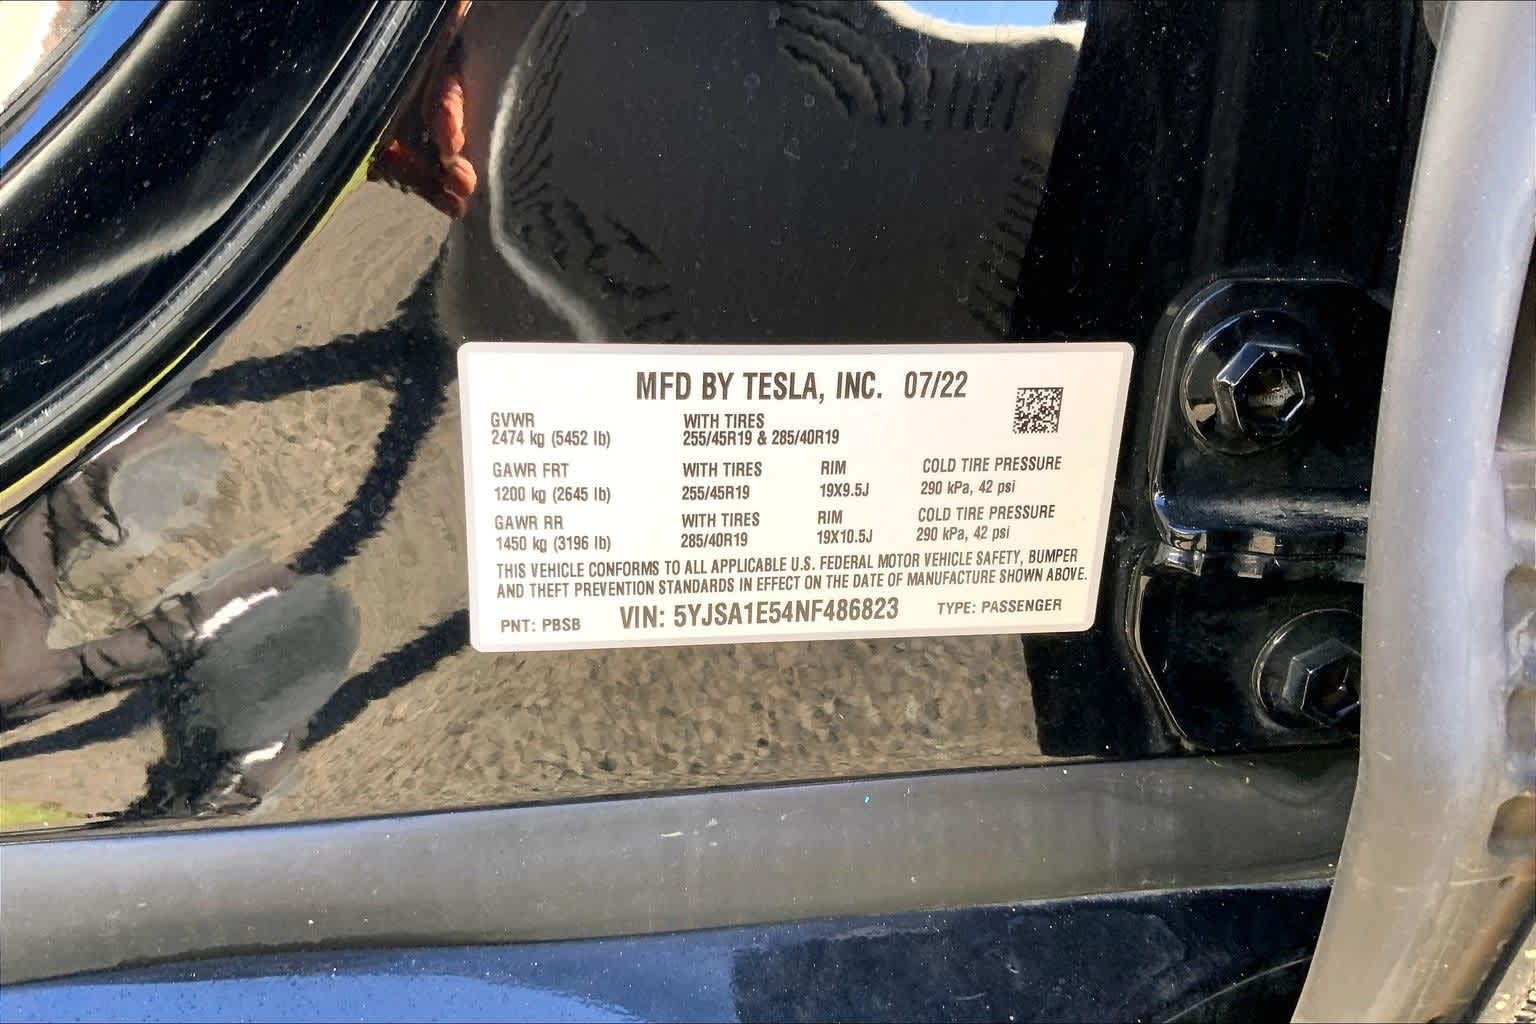 MFD BY TESLA, INC. 07/22
GVWR WITH TIRES
2474 kg (5452 lb) 255/45R19 & 285/40R19
GAWR FRT WITH TIRES RIM COLD TIRE PRESSURE
1200 kg (2645 lb) 255/45R19 19X9.5J 290 kPa, 42 psi
GAWR RR WITH TIRES RIM COLD TIRE PRESSURE
1450 kg (3196 lb) 285/40R19 19X10.5J 290 kPa, 42 psi
THIS VEHICLE CONFORMS TO ALL APPLICABLE U.S. FEDERAL MOTOR VEHICLE SAFETY, BUMPER
AND THEFT PREVENTION STANDARDS IN EFFECT ON THE DATE OF MANUFACTURE SHOWN ABOVE.
PNT: PBSB VIN: 5YJSA1E54NF486823 TYPE: PASSENGER